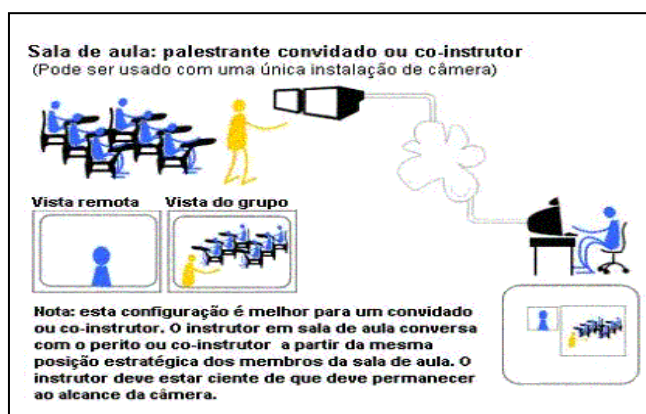 Sala de aula: palestrante convidado ou co-instrutor
(Pode ser usado com uma única instalação de câmera)
Vista remota
Vista do grupo
Nota: esta configuração é melhor para um convidado
ou co-instrutor. O instrutor em sala de aula conversa
com o perito ou co-instrutor a partir da mesma
posição estratégica dos membros da sala de aula. O
instrutor deve estar ciente de que deve permanecer
ao alcance da câmera.